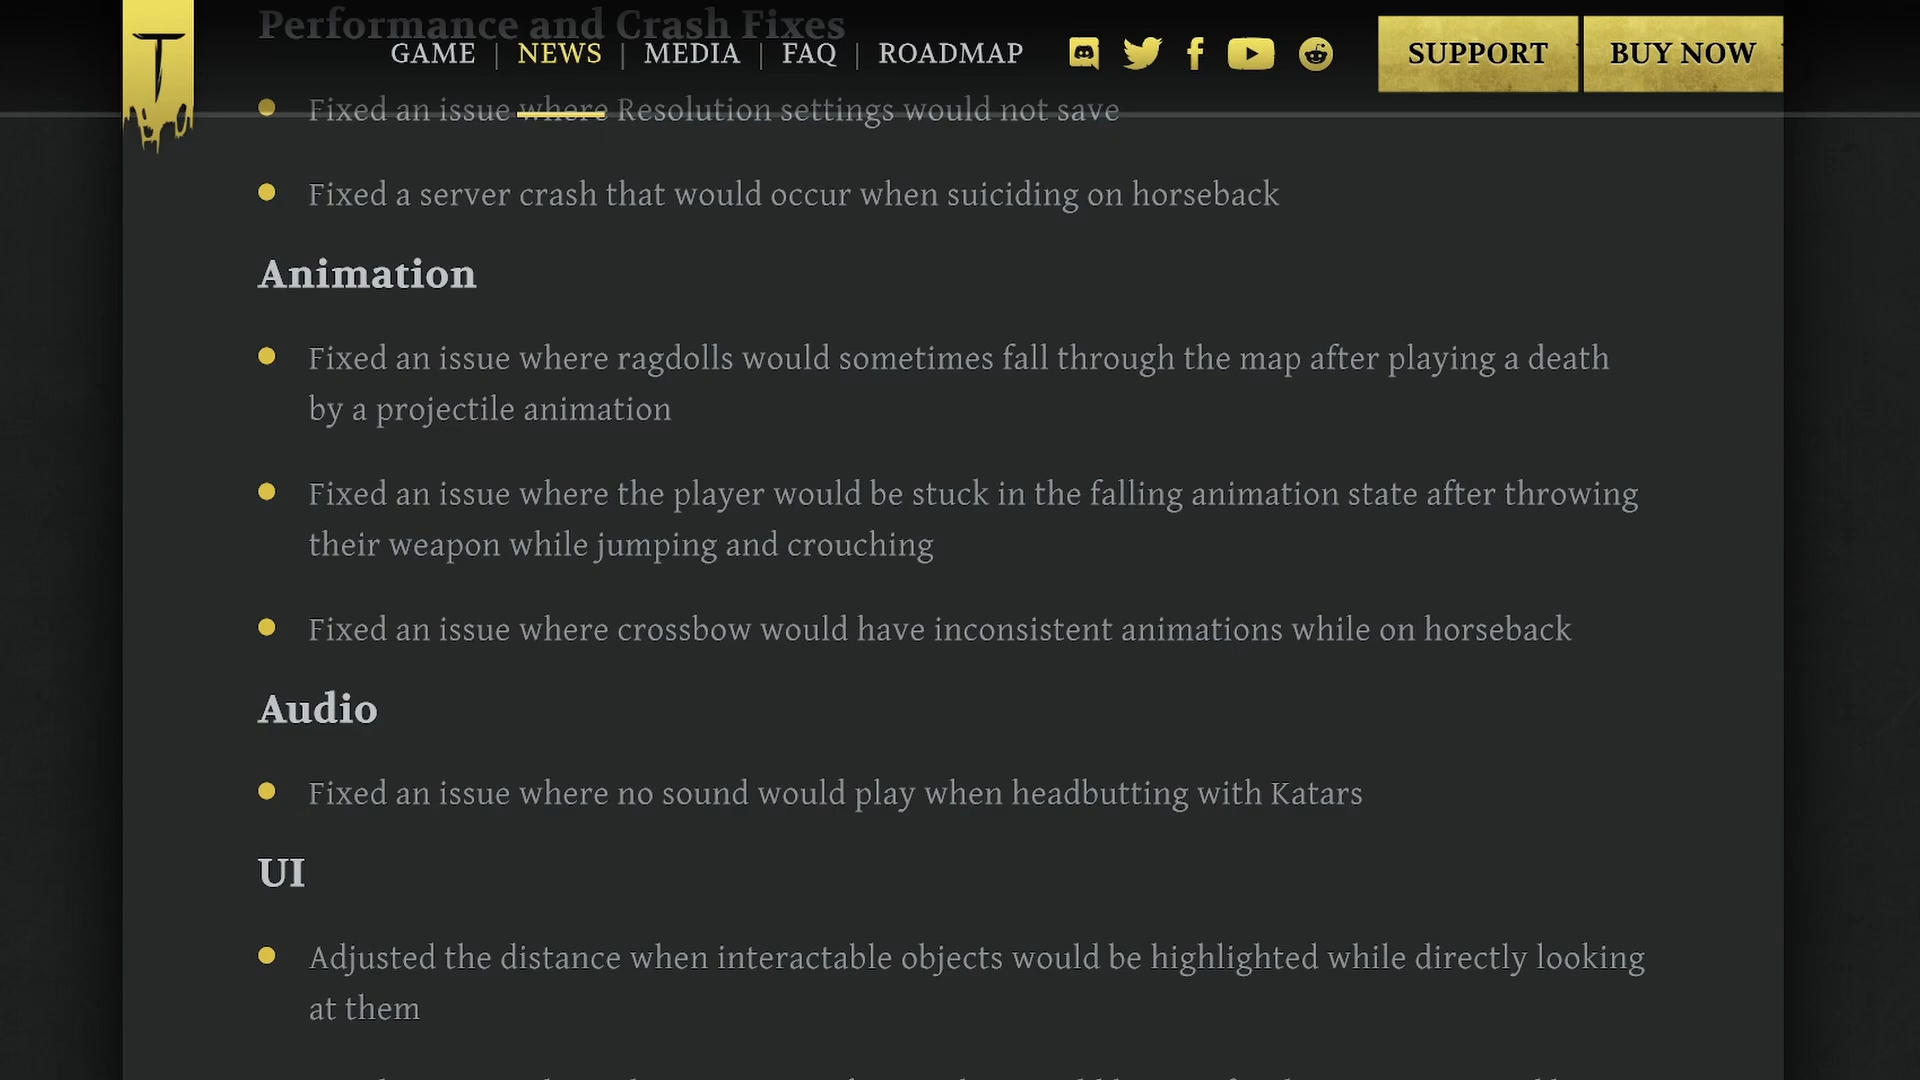 Performance and Crash Fixes
GAME | NEWS | MEDIA | FAQ | ROADMAP
SUPPORT
BUY NOW
Fixed an issue where Resolution settings would not save
Fixed a server crash that would occur when suiciding on horseback
Animation
Fixed an issue where ragdolls would sometimes fall through the map after playing a death
by a projectile animation
Fixed an issue where the player would be stuck in the falling animation state after throwing
their weapon while jumping and crouching
Fixed an issue where crossbow would have inconsistent animations while on horseback
Audio
Fixed an issue where no sound would play when headbutting with Katars
UI
Adjusted the distance when interactable objects would be highlighted while directly looking
at them